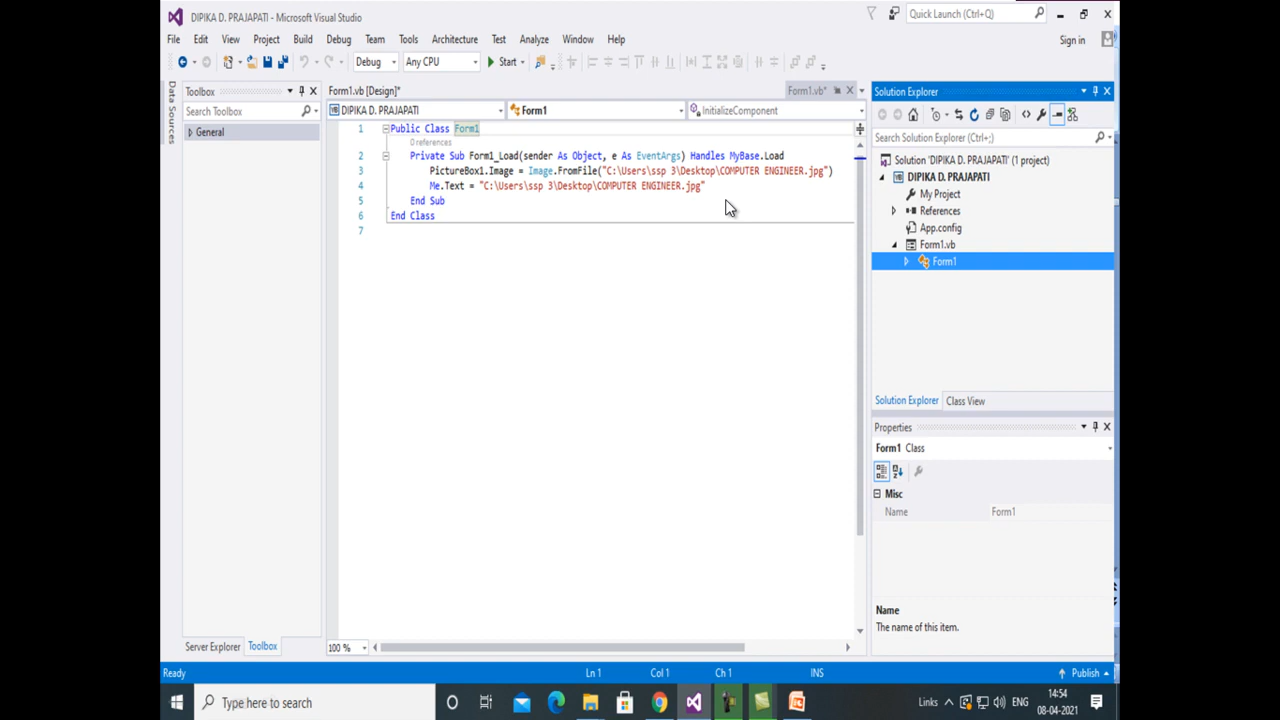 DIPIKA D. PRAJAPATI - Microsoft Visual Studio
Quick Launch (Ctrl+Q)
File Edit View Project Build Debug Team Tools Architecture Test Analyze Window Help
Sign in
Debug Any CPU Start
Data Sources
Toolbox
Search Toolbox
General
Server Explorer Toolbox
Form1.vb [Design]* Form1.vb*
DIPIKA D. PRAJAPATI Form1 InitializeComponent
1 Public Class Form1
0 references
2 Private Sub Form1_Load(sender As Object, e As EventArgs) Handles MyBase.Load
3 PictureBox1.Image = Image.FromFile("C:\Users\ssp 3\Desktop\COMPUTER ENGINEER.jpg")
4 Me.Text = "C:\Users\ssp 3\Desktop\COMPUTER ENGINEER.jpg"
5 End Sub
6 End Class
7
100 %
Solution Explorer
Search Solution Explorer (Ctrl+;)
Solution 'DIPIKA D. PRAJAPATI' (1 project)
DIPIKA D. PRAJAPATI
My Project
References
App.config
Form1.vb
Form1
Solution Explorer Class View
Properties
Form1 Class
Misc
Name Form1
Name
The name of this item.
Ready Ln 1 Col 1 Ch 1 INS Publish
Type here to search
Links ENG 14:54
08-04-2021